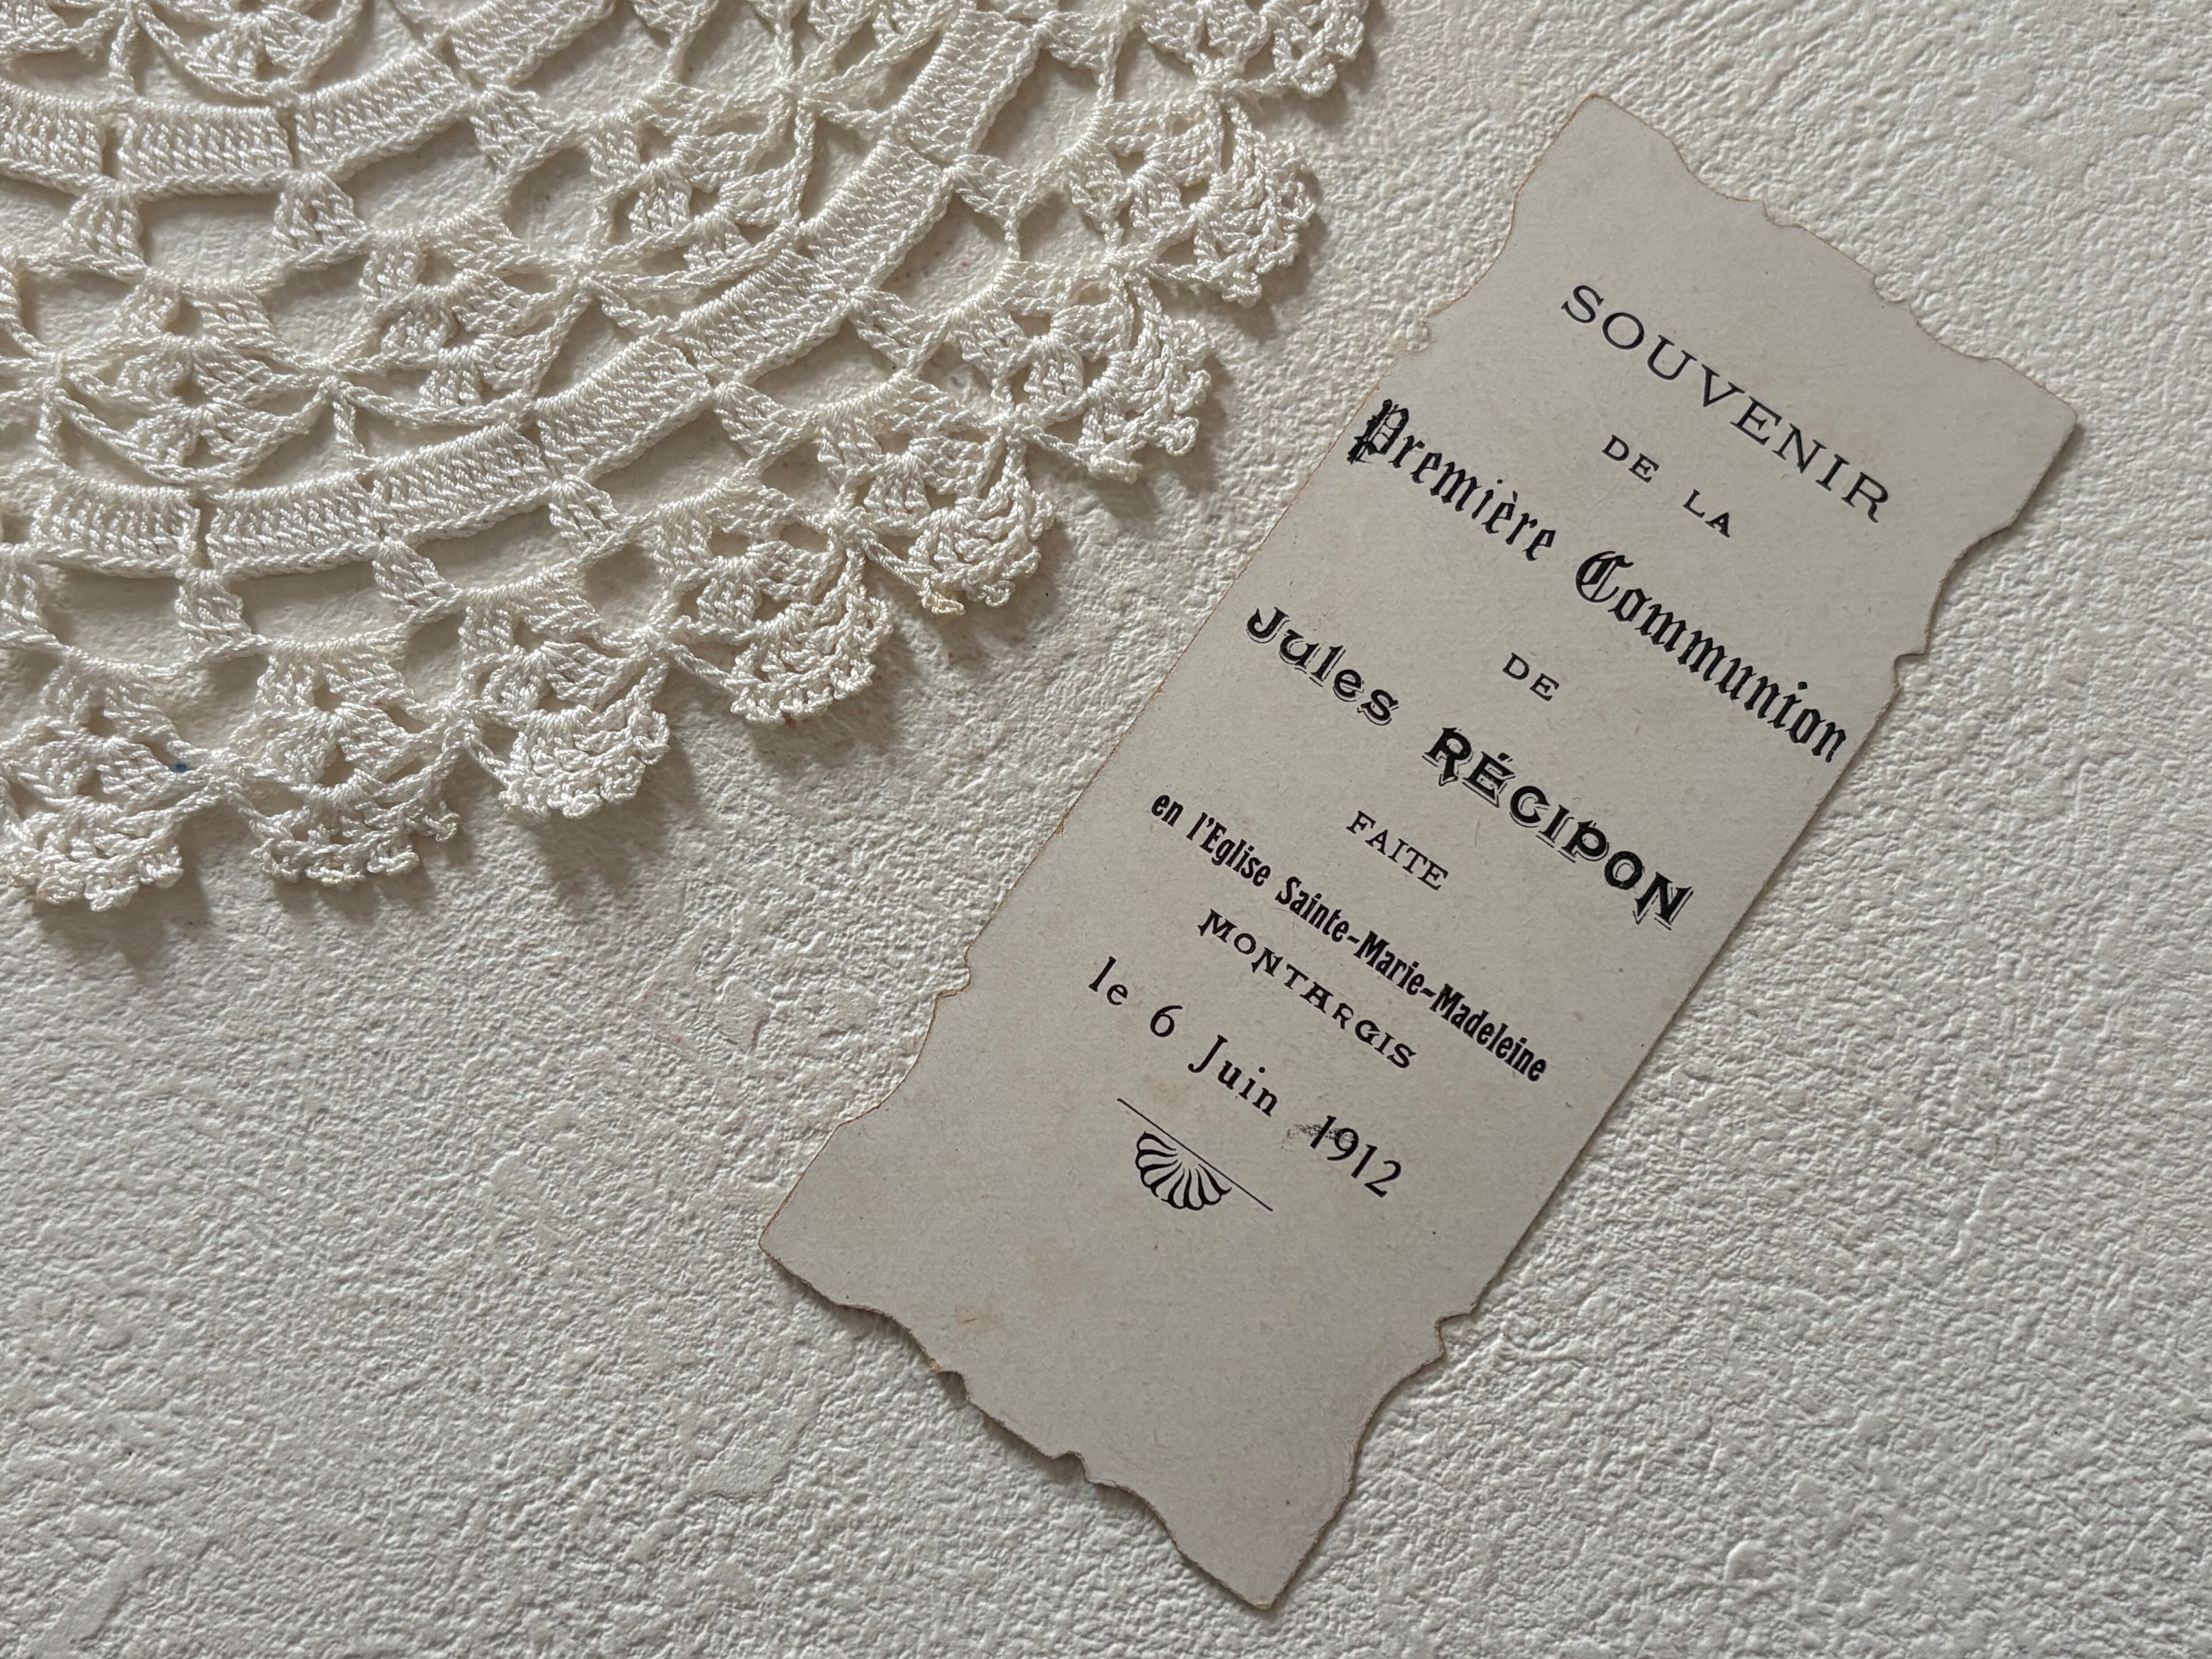 SOUVENIR
DE LA
Première Communion
DE
Jules RÉCIPON
FAITE
en l'Eglise Sainte-Marie-Madeleine
MONTARGIS
le 6 Juin 1912